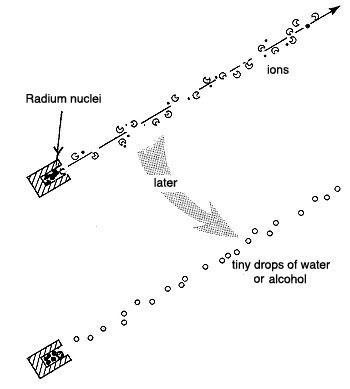 ions
Radium nuclei
later
tiny drops of water
or alcohol